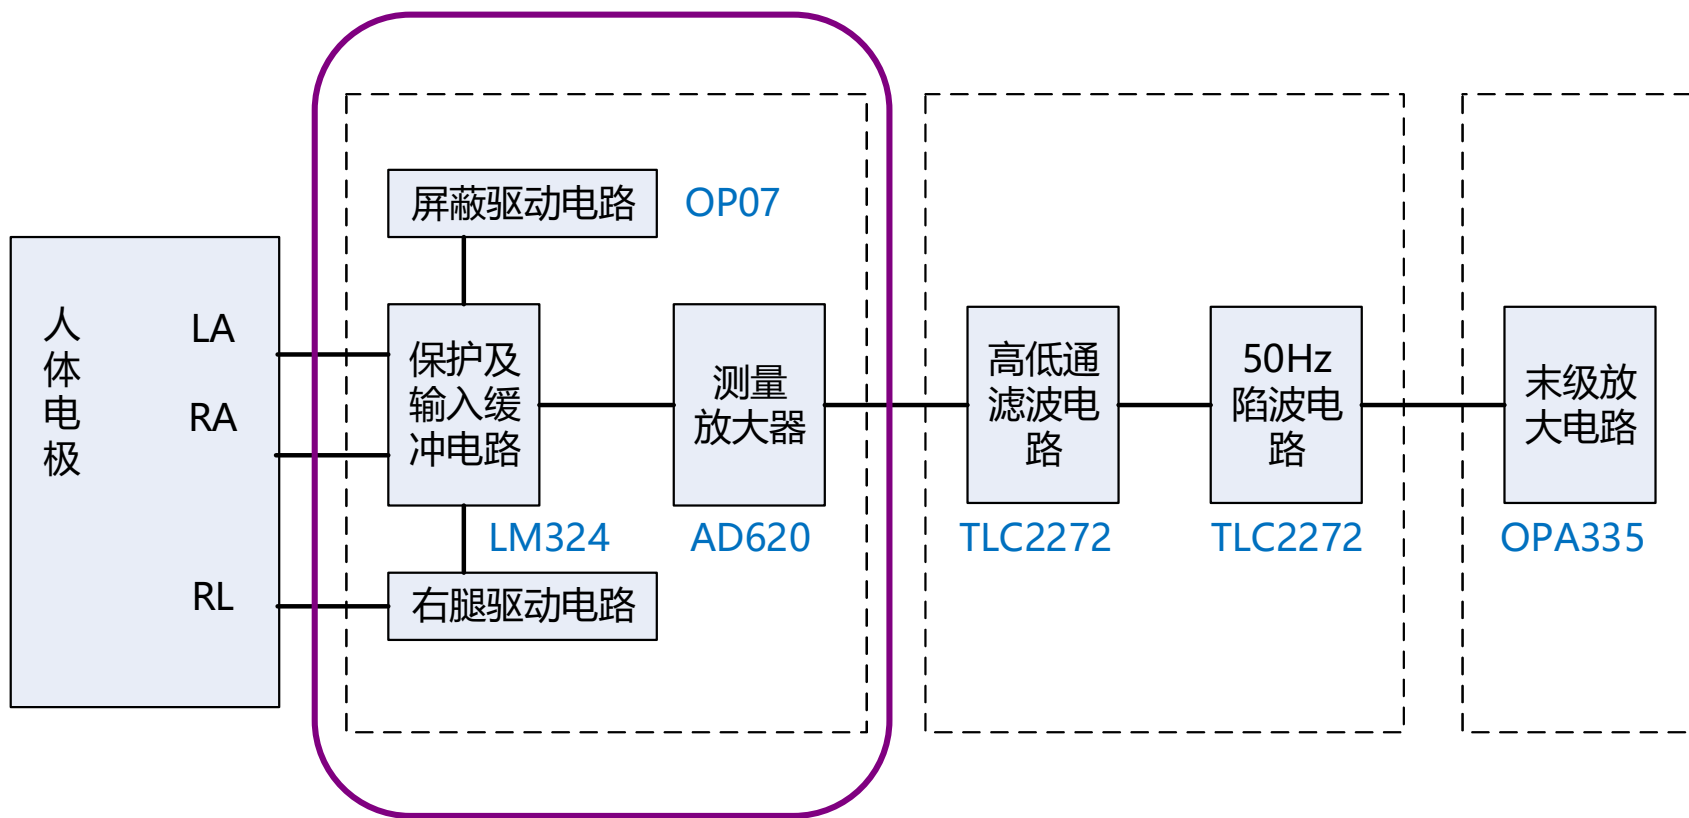 人
体
电
极
LA
RA
RL
屏蔽驱动电路
OP07
保护及
输入缓
冲电路
LM324
右腿驱动电路
测量
放大器
AD620
高低通
滤波电
路
TLC2272
50Hz
陷波电
路
TLC2272
末级放
大电路
OPA335